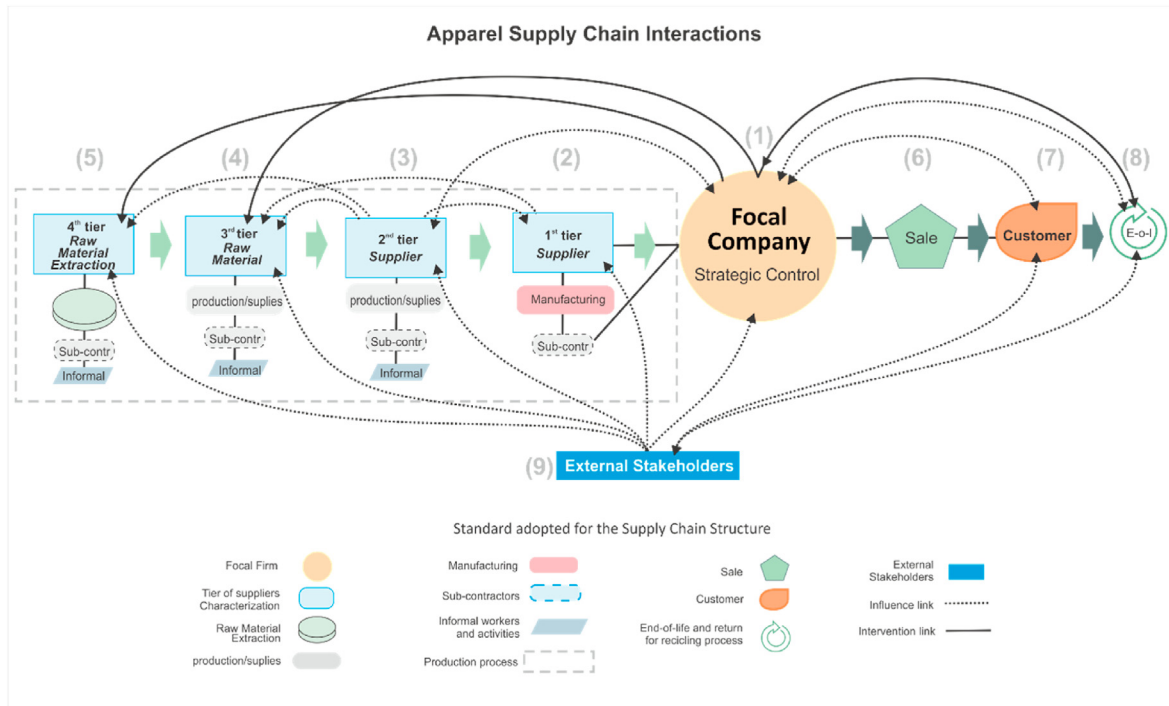 Apparel Supply Chain Interactions
(5)
(4)
(3)
(2)
(1)
(6)
(7)
(8)
4th tier
Raw
Material
Extraction
3rd tier
Raw
Material
2nd tier
Supplier
1st tier
Supplier
Focal
Company
Strategic Control
Sale
Customer
E-o-l
production/suplies
production/suplies
Manufacturing
Sub-contr
Sub-contr
Sub-contr
Sub-contr
Informal
Informal
Informal
(9)
External Stakeholders
Standard adopted for the Supply Chain Structure
Focal Firm
Tier of suppliers
Characterization
Raw Material
Extraction
production/suplies
Manufacturing
Sub-contractors
Informal workers
and activities
Production process
Sale
Customer
End-of-life and return
for recicling process
External
Stakeholders
Influence link
Intervention link